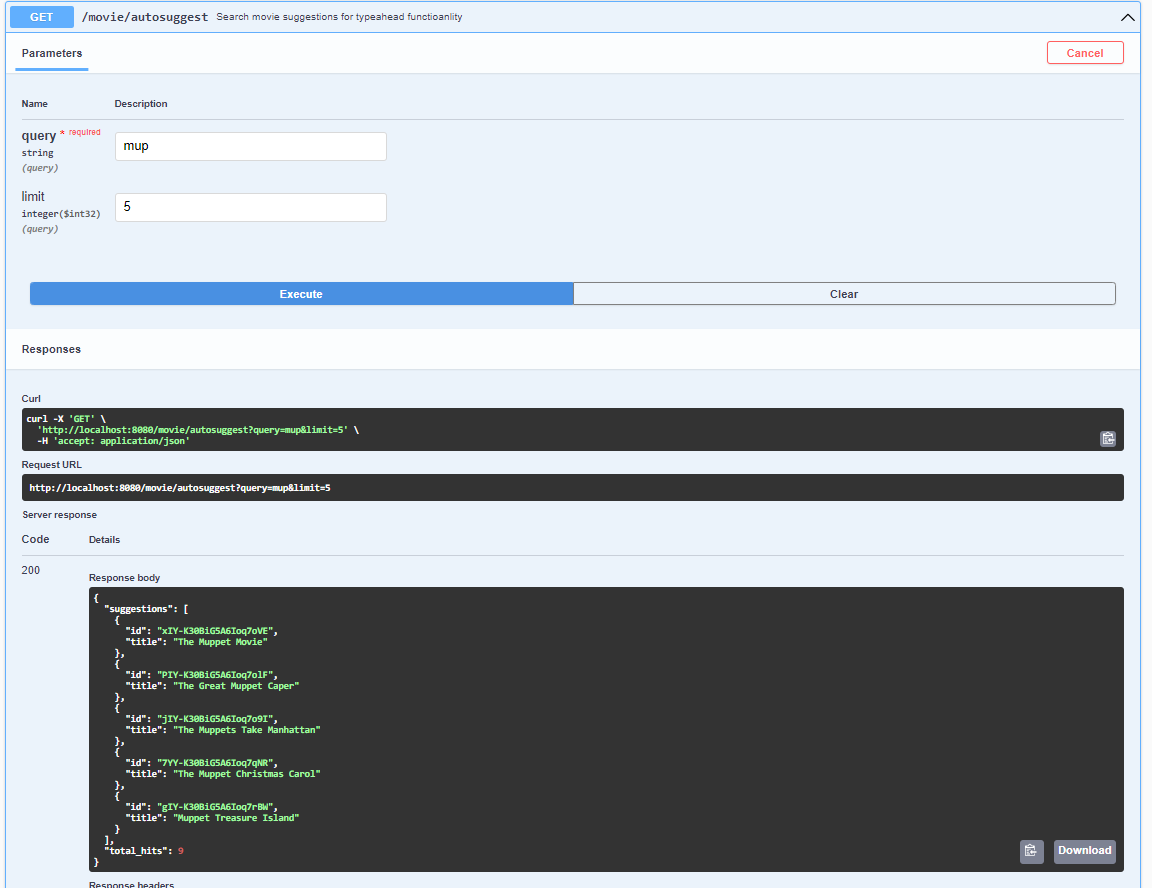 GET /movie/autosuggest Search movie suggestions for typeahead functioanlity
Parameters
Cancel
Name Description
query * required
string
(query)
mup
limit
integer($int32)
(query)
5
Execute
Clear
Responses
Curl
curl -X 'GET' \
'http://localhost:8080/movie/autosuggest?query=mup&limit=5' \
-H 'accept: application/json'
Request URL
http://localhost:8080/movie/autosuggest?query=mup&limit=5
Server response
Code Details
200
Response body
{
"suggestions": [
{
"id": "xIY-K30BiG5A6Ioq7oVE",
"title": "The Muppet Movie"
},
{
"id": "PIY-K30BiG5A6Ioq7olF",
"title": "The Great Muppet Caper"
},
{
"id": "jIY-K30BiG5A6Ioq7o9I",
"title": "The Muppets Take Manhattan"
},
{
"id": "7YY-K30BiG5A6Ioq7qNR",
"title": "The Muppet Christmas Carol"
},
{
"id": "gIY-K30BiG5A6Ioq7rBW",
"title": "Muppet Treasure Island"
}
],
"total_hits": 9
}
Download
Response headers